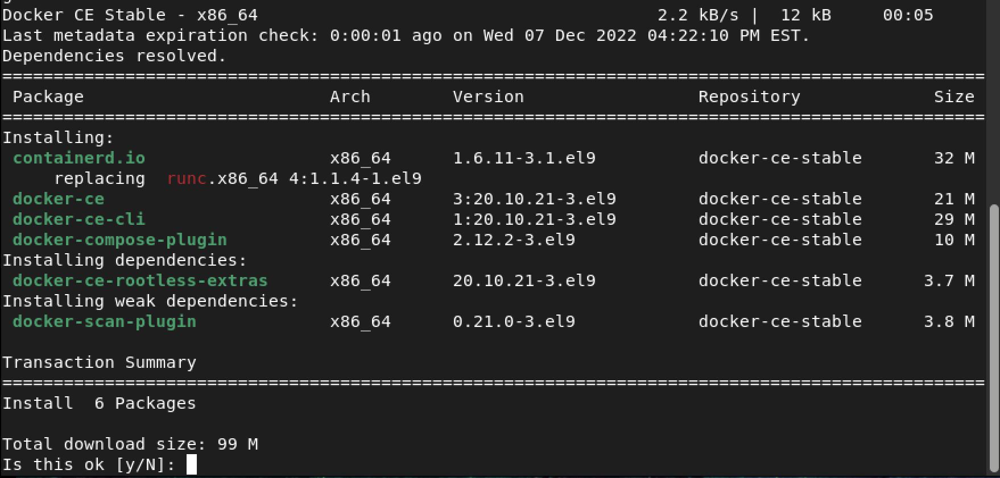 Docker CE Stable - x86_64                                       2.2 kB/s |  12 kB     00:05
Last metadata expiration check: 0:00:01 ago on Wed 07 Dec 2022 04:22:10 PM EST.
Dependencies resolved.
================================================================================================
 Package                        Arch        Version                 Repository             Size
================================================================================================
Installing:
 containerd.io                  x86_64      1.6.11-3.1.el9          docker-ce-stable       32 M
     replacing  runc.x86_64 4:1.1.4-1.el9
 docker-ce                      x86_64      3:20.10.21-3.el9        docker-ce-stable       21 M
 docker-ce-cli                  x86_64      1:20.10.21-3.el9        docker-ce-stable       29 M
 docker-compose-plugin          x86_64      2.12.2-3.el9            docker-ce-stable       10 M
Installing dependencies:
 docker-ce-rootless-extras      x86_64      20.10.21-3.el9          docker-ce-stable      3.7 M
Installing weak dependencies:
 docker-scan-plugin             x86_64      0.21.0-3.el9            docker-ce-stable      3.8 M
Transaction Summary
================================================================================================
Install  6 Packages
Total download size: 99 M
Is this ok [y/N]: